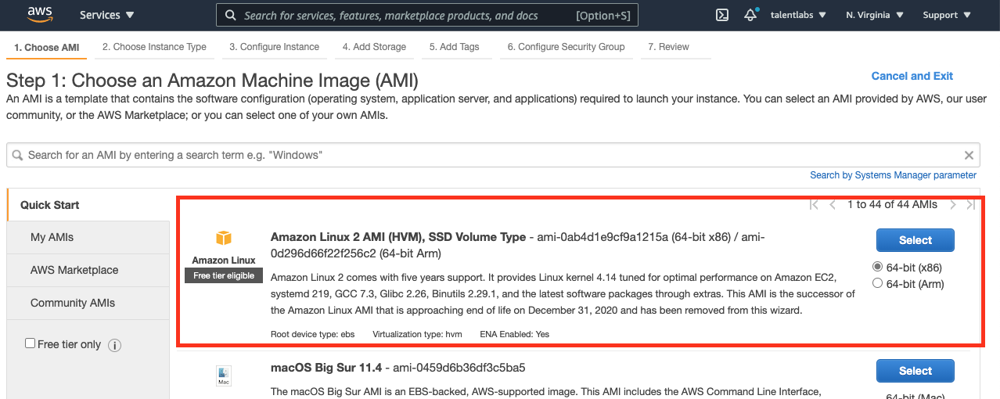 aws Services Search for services, features, marketplace products, and docs [Option+S] talentlabs N. Virginia Support
1. Choose AMI 2. Choose Instance Type 3. Configure Instance 4. Add Storage 5. Add Tags 6. Configure Security Group 7. Review
Step 1: Choose an Amazon Machine Image (AMI)
Cancel and Exit
An AMI is a template that contains the software configuration (operating system, application server, and applications) required to launch your instance. You can select an AMI provided by AWS, our user
community, or the AWS Marketplace; or you can select one of your own AMIs.
Search for an AMI by entering a search term e.g. "Windows"
Search by Systems Manager parameter
Quick Start
My AMIs
AWS Marketplace
Community AMIs
Free tier only
1 to 44 of 44 AMIs
Amazon Linux
Free tier eligible
Amazon Linux 2 AMI (HVM), SSD Volume Type - ami-0ab4d1e9cf9a1215a (64-bit x86) / ami-
0d296d66f22f256c2 (64-bit Arm)
Amazon Linux 2 comes with five years support. It provides Linux kernel 4.14 tuned for optimal performance on Amazon EC2,
systemd 219, GCC 7.3, Glibc 2.26, Binutils 2.29.1, and the latest software packages through extras. This AMI is the successor of
the Amazon Linux AMI that is approaching end of life on December 31, 2020 and has been removed from this wizard.
Root device type: ebs Virtualization type: hvm ENA Enabled: Yes
Select
64-bit (x86)
64-bit (Arm)
Mac
macOS Big Sur 11.4 - ami-0459d6b36df3c5ba5
The macOS Big Sur AMI is an EBS-backed, AWS-supported image. This AMI includes the AWS Command Line Interface,
Select
64-bit (Mac)